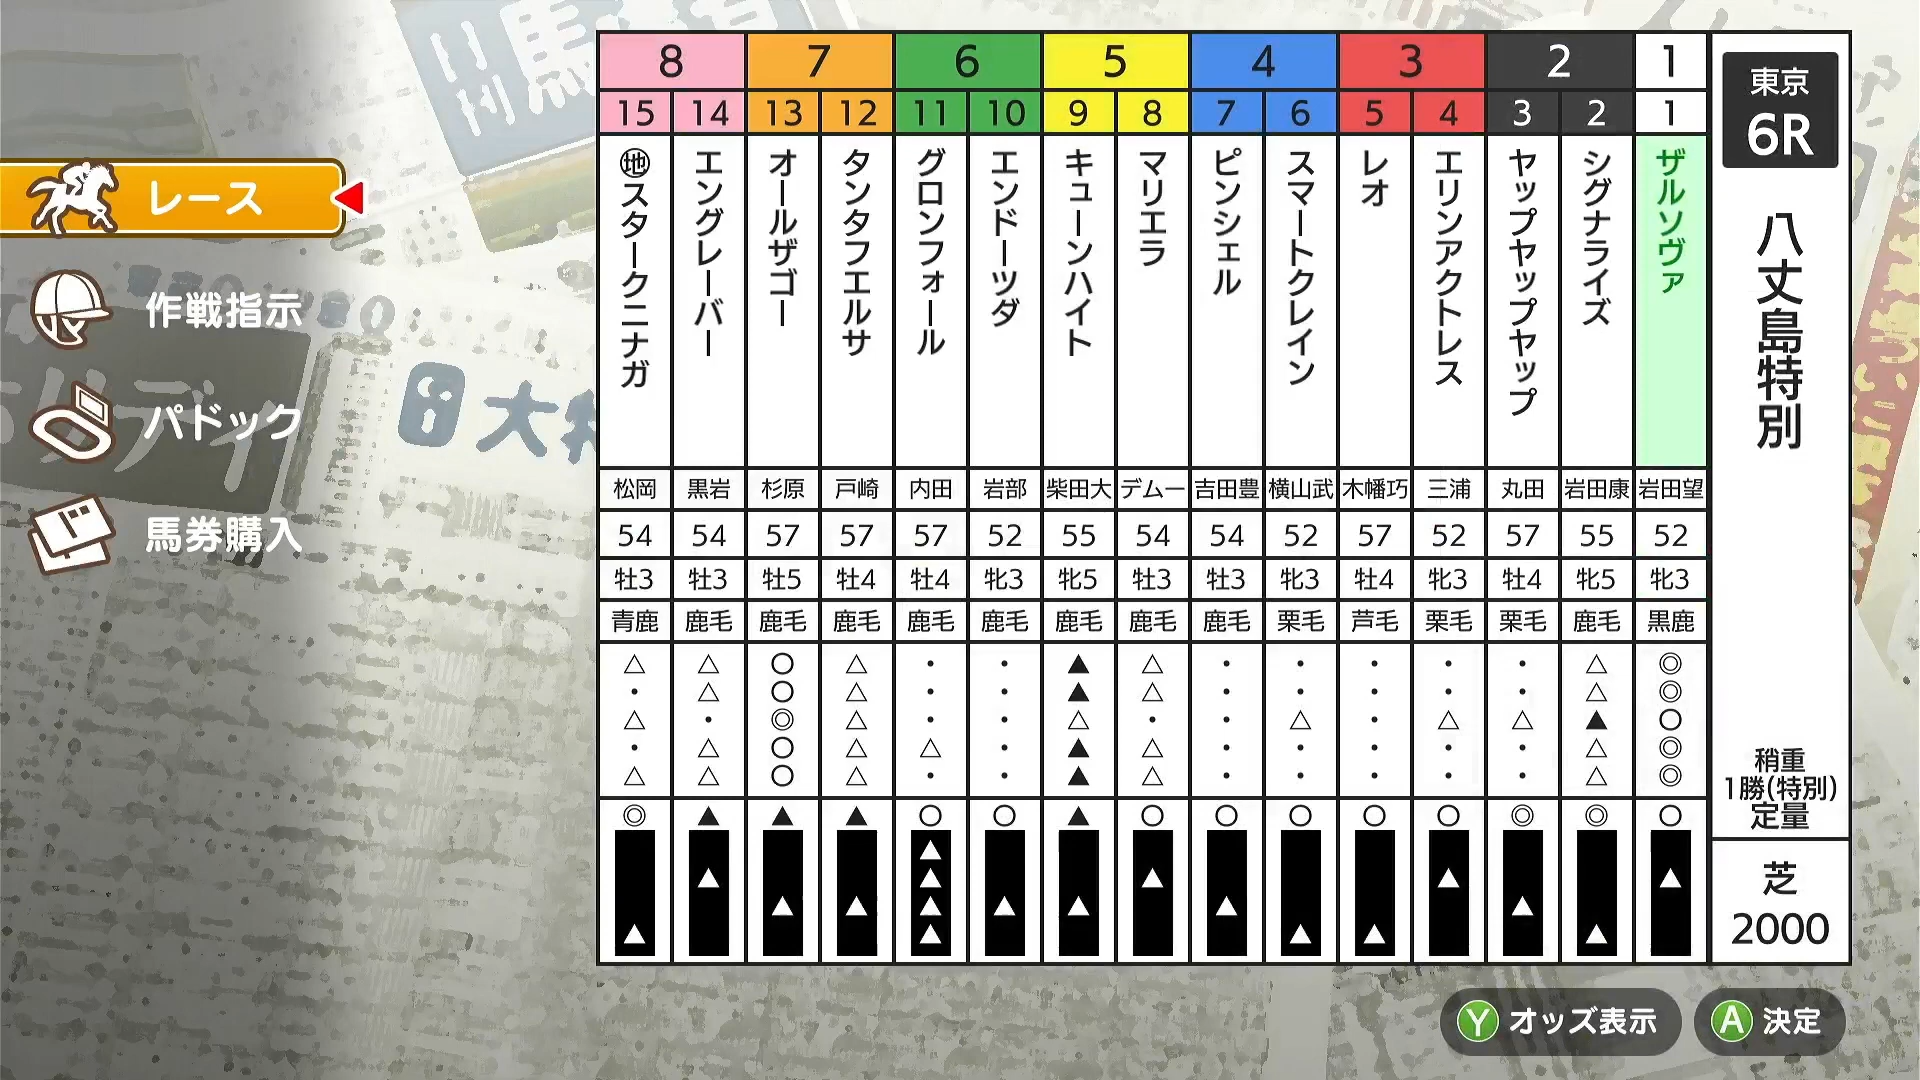 レース
作戦指示
パドック
馬券購入
東京
6R
八丈島特別
稍重
1勝(特別)
定量
芝
2000
8 7 6 5 4 3 2 1
15 14 13 12 11 10 9 8 7 6 5 4 3 2 1
ザルソヴァ
シグナライズ
ヤップヤップヤップ
エリンアクトレス
レオ
スマートクレイン
ピンシェル
マリエラ
キューンハイト
エンドーツダ
グロンフォール
タンタフエルサ
オールザゴー
エングレーバー
㊞スタークニナガ
松岡 黒岩 杉原 戸崎 内田 岩部 柴田大 デムー 吉田豊 横山武 木幡巧 三浦 丸田 岩田康 岩田望
54 54 57 57 57 52 55 54 54 52 57 52 57 55 52
牡3 牡3 牡5 牡4 牡4 牝3 牝5 牡3 牡3 牝3 牡4 牝3 牡4 牝5 牝3
青鹿 鹿毛 鹿毛 鹿毛 鹿毛 鹿毛 鹿毛 鹿毛 鹿毛 栗毛 芦毛 栗毛 栗毛 鹿毛 黒鹿
△ △ ○ △ ・ ・ ▲ △ ・ ・ ・ ・ ・ △ ◎
・ △ ○ △ ・ ・ ▲ △ ・ ・ ・ ・ ・ △ ◎
△ ・ ◎ △ ・ ・ △ ・ ・ △ ・ △ △ ▲ ○
・ △ ○ △ △ ・ ▲ △ ・ ・ ・ ・ ・ △ ◎
△ △ ○ △ ・ ・ ▲ △ ・ ・ ・ ・ ・ △ ◎
◎ ▲ ▲ ▲ ○ ○ ▲ ○ ○ ○ ○ ○ ◎ ◎ ○
Y オッズ表示
A 決定